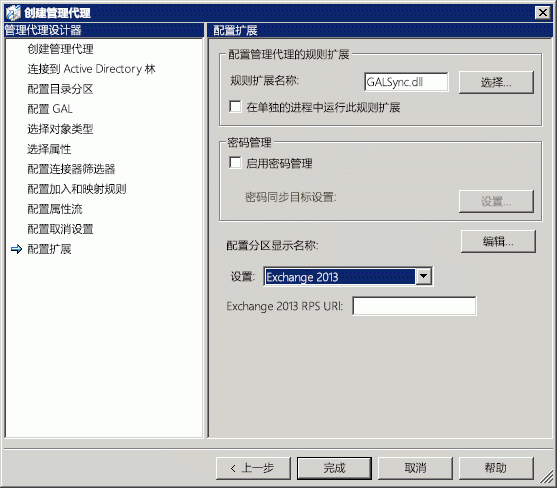 创建管理代理
管理代理设计器
配置扩展
创建管理代理
连接到 Active Directory 林
配置目录分区
配置 GAL
选择对象类型
选择属性
配置连接器筛选器
配置加入和映射规则
配置属性流
配置取消设置
配置扩展
配置管理代理的规则扩展
规则扩展名称:
GALSync.dll
选择...
在单独的进程中运行此规则扩展
密码管理
启用密码管理
密码同步目标设置:
设置...
配置分区显示名称:
编辑...
设置:
Exchange 2013
Exchange 2013 RPS URI:
< 上一步
完成
取消
帮助